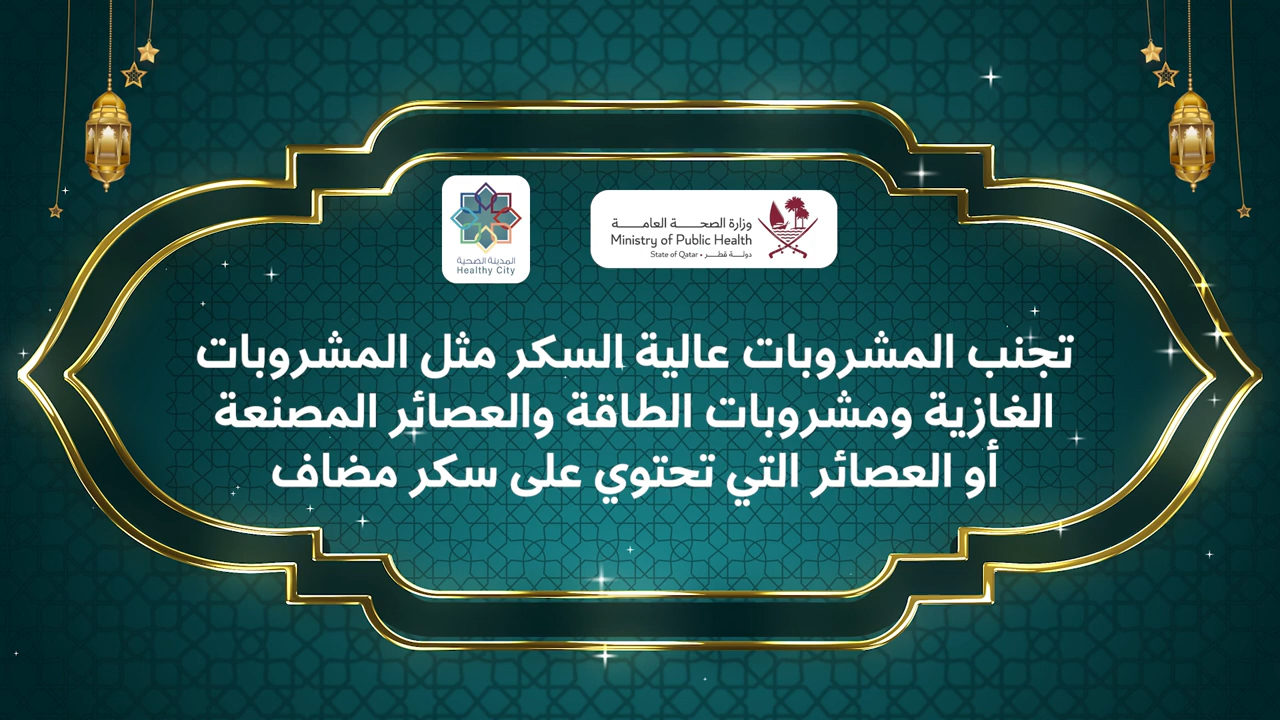 وزارة الصحة العامة
Ministry of Public Health
دولة قطر • State of Qatar
المدينة الصحية
Healthy City
تجنب المشروبات عالية السكر مثل المشروبات
الغازية ومشروبات الطاقة والعصائر المصنعة
أو العصائر التي تحتوي على سكر مضاف